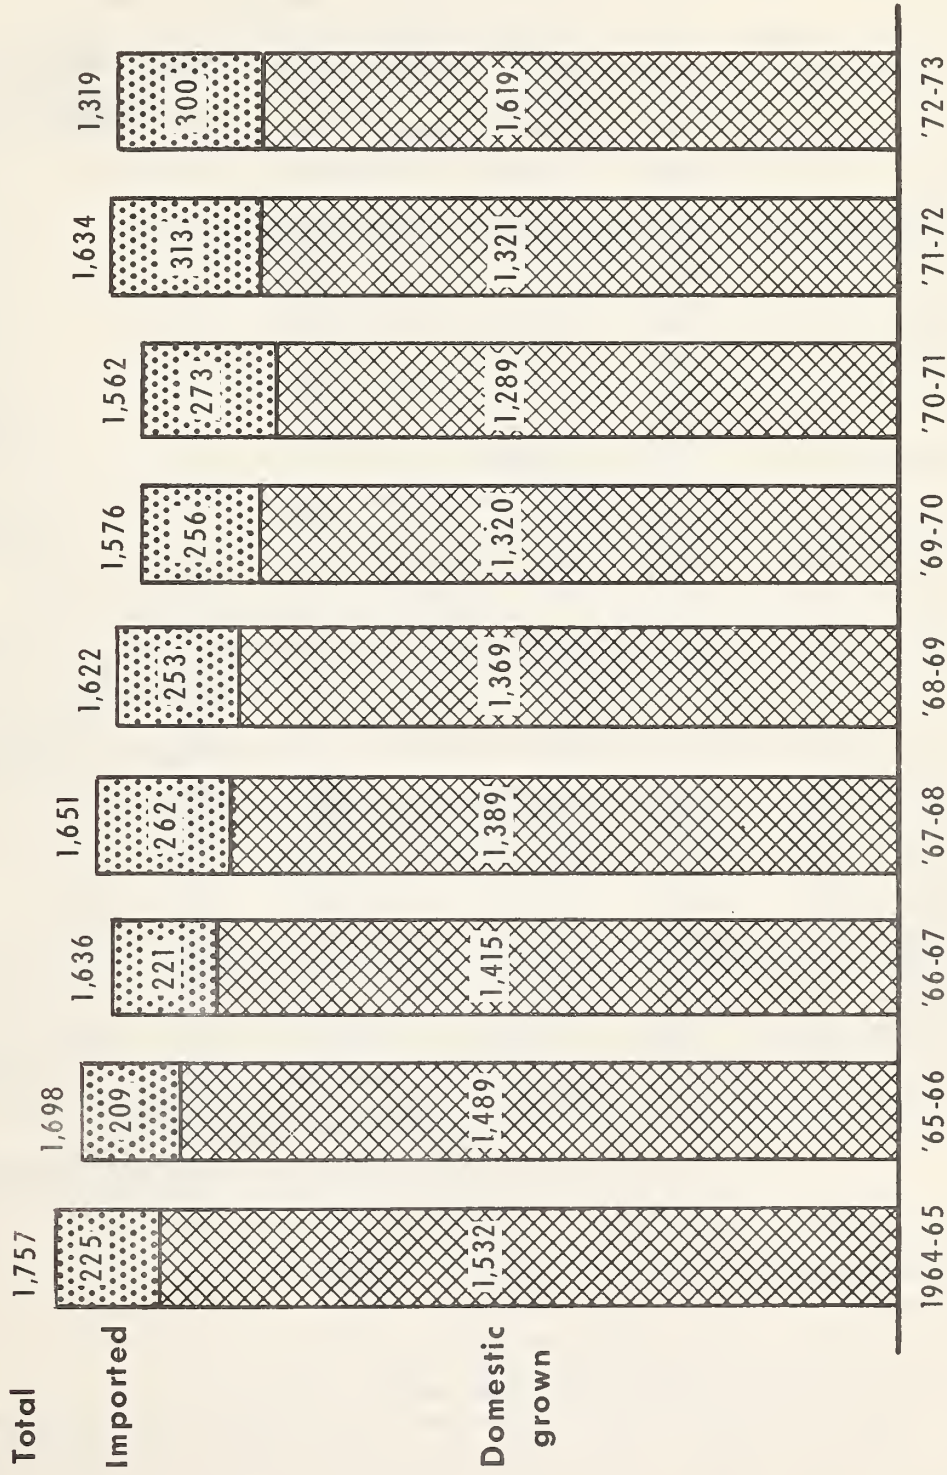 Total
1,757 1,698 1,636 1,651 1,622 1,576 1,562 1,634 1,319
Imported
225 209 221 262 253 256 273 313 300
Domestic
grown
1,532 1,489 1,415 1,389 1,369 1,320 1,289 1,321 1,619
1964-65 '65-66 '66-67 '67-68 '68-69 '69-70 '70-71 '71-72 '72-73